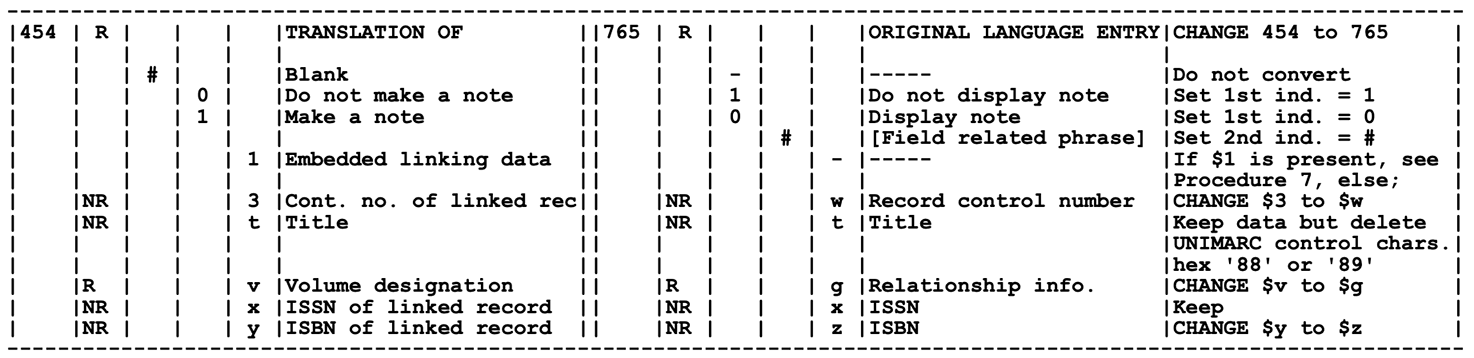 --------------------------------------------------------------------------------------------------------------------------
|454 | R |   |   |   |TRANSLATION OF         ||765 | R |   |   |   |ORIGINAL LANGUAGE ENTRY|CHANGE 454 to 765      |
|    |   |   |   |   |                       ||    |   |   |   |   |                       |                       |
|    |   | # |   |   |Blank                  ||    |   | - |   |   |-----                  |Do not convert         |
|    |   |   | 0 |   |Do not make a note     ||    |   | 1 |   |   |Do not display note    |Set 1st ind. = 1       |
|    |   |   | 1 |   |Make a note            ||    |   | 0 |   |   |Display note           |Set 1st ind. = 0       |
|    |   |   |   |   |                       ||    |   |   | # |   |[Field related phrase] |Set 2nd ind. = #       |
|    |   |   |   | 1 |Embedded linking data  ||    |   |   |   | - |-----                  |If $1 is present, see  |
|    |   |   |   |   |                       ||    |   |   |   |   |                       |Procedure 7, else;     |
|    |NR |   |   | 3 |Cont. no. of linked rec||    |NR |   |   | w |Record control number  |CHANGE $3 to $w        |
|    |NR |   |   | t |Title                  ||    |NR |   |   | t |Title                  |Keep data but delete   |
|    |   |   |   |   |                       ||    |   |   |   |   |                       |UNIMARC control chars.|
|    |   |   |   |   |                       ||    |   |   |   |   |                       |hex '88' or '89'       |
|    |R  |   |   | v |Volume designation     ||    |R  |   |   | g |Relationship info.     |CHANGE $v to $g        |
|    |NR |   |   | x |ISSN of linked record  ||    |NR |   |   | x |ISSN                   |Keep                   |
|    |NR |   |   | y |ISBN of linked record  ||    |NR |   |   | z |ISBN                   |CHANGE $y to $z        |
--------------------------------------------------------------------------------------------------------------------------